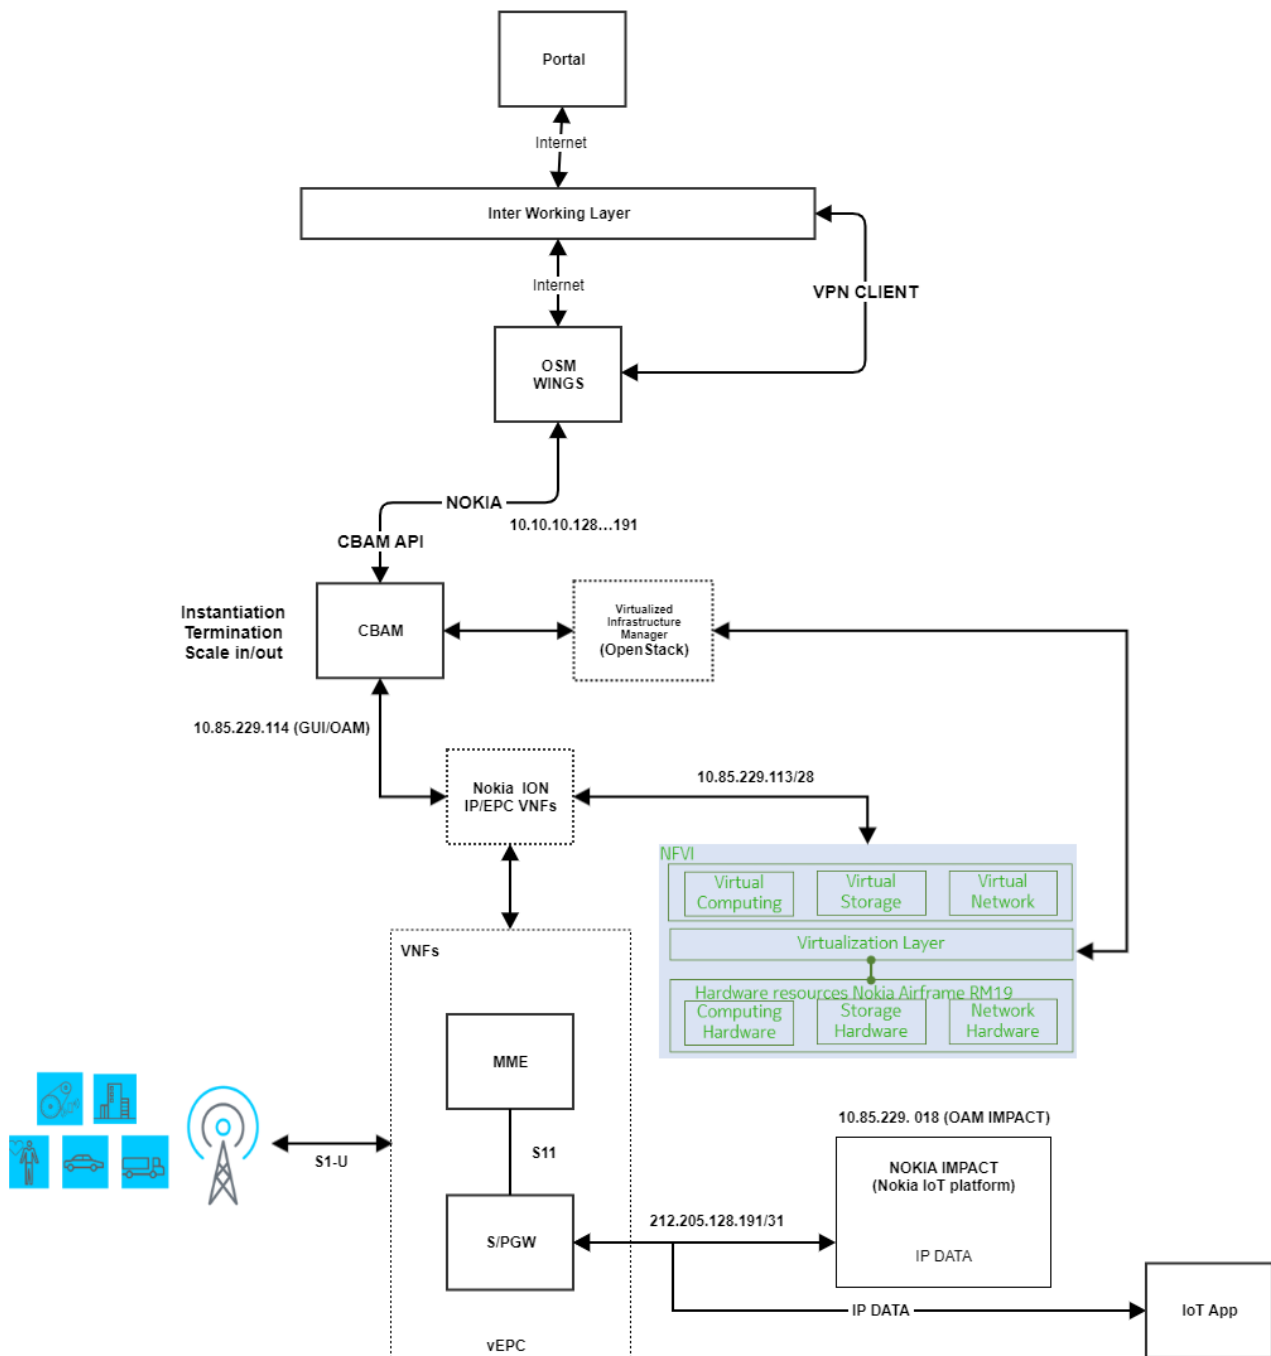 Portal
Internet
Inter Working Layer
Internet
VPN CLIENT
OSM
WINGS
NOKIA
10.10.10.128...191
CBAM API
Instantiation
Termination
Scale in/out
CBAM
Virtualized
Infrastructure
Manager
(OpenStack)
10.85.229.114 (GUI/OAM)
Nokia ION
IP/EPC VNFs
10.85.229.113/28
NFVI
Virtual
Computing
Virtual
Storage
Virtual
Network
Virtualization Layer
Hardware resources Nokia Airframe RM19
Computing
Hardware
Storage
Hardware
Network
Hardware
VNFs
MME
S11
S1-U
S/PGW
vEPC
10.85.229. 018 (OAM IMPACT)
NOKIA IMPACT
(Nokia IoT platform)
212.205.128.191/31
IP DATA
IP DATA
IoT App